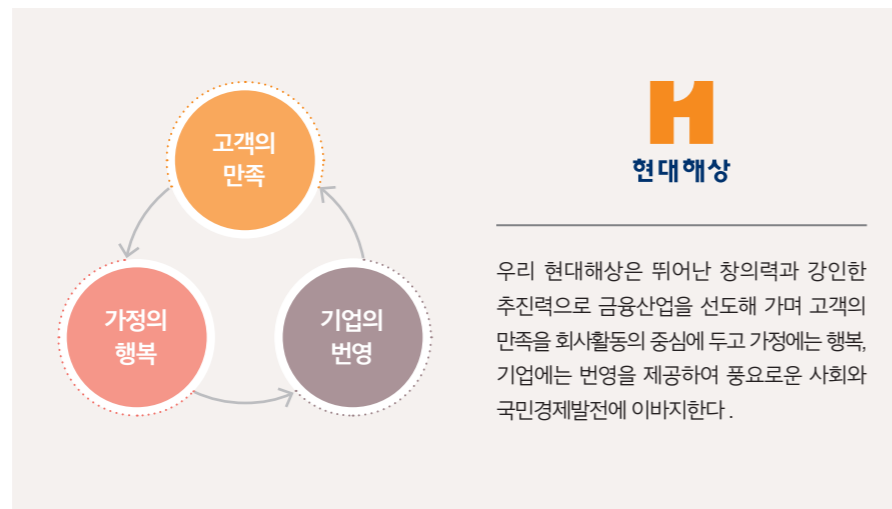 고객의
만족
가정의
행복
기업의
번영
현대해상
우리 현대해상은 뛰어난 창의력과 강인한
추진력으로 금융산업을 선도해 가며 고객의
만족을 회사활동의 중심에 두고 가정에는 행복,
기업에는 번영을 제공하여 풍요로운 사회와
국민경제발전에 이바지한다 .